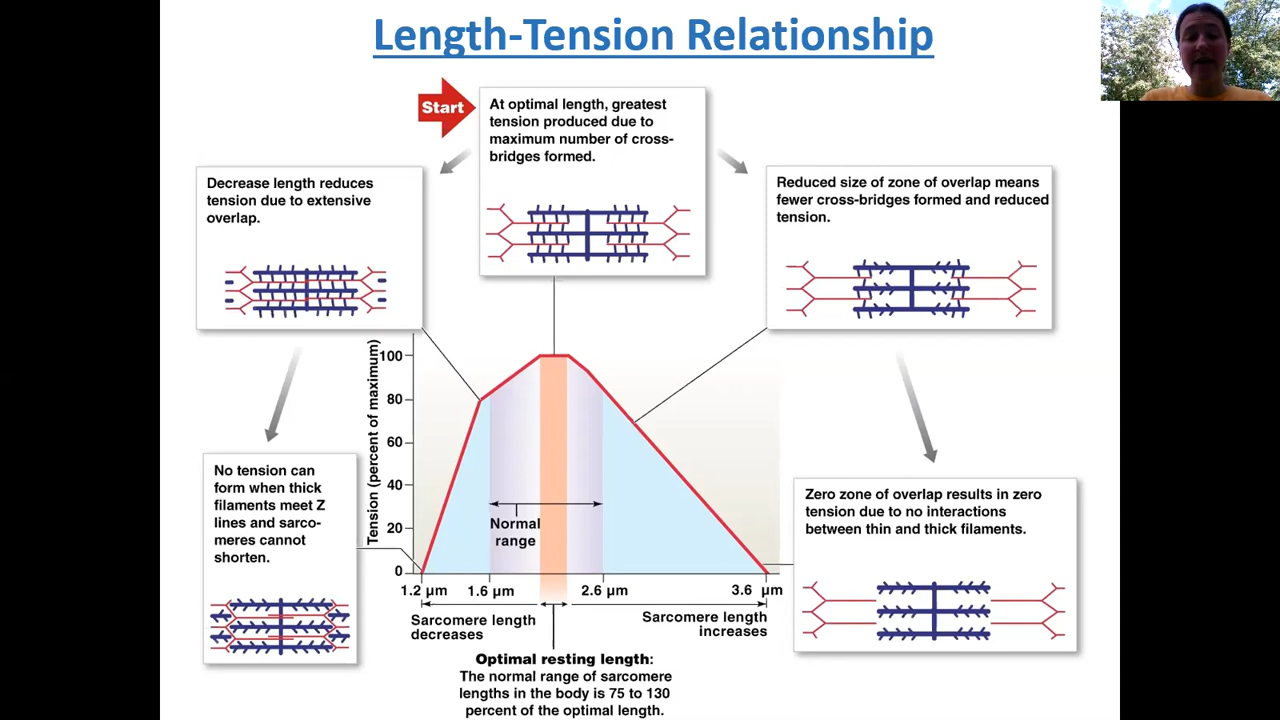 Length-Tension Relationship
Start
At optimal length, greatest
tension produced due to
maximum number of cross-
bridges formed.
Decrease length reduces
tension due to extensive
overlap.
Reduced size of zone of overlap means
fewer cross-bridges formed and reduced
tension.
No tension can
form when thick
filaments meet Z
lines and sarco-
meres cannot
shorten.
Zero zone of overlap results in zero
tension due to no interactions
between thin and thick filaments.
Tension (percent of maximum)
100
80
60
40
20
0
Normal
range
1.2 µm
1.6 µm
2.6 µm
3.6 µm
Sarcomere length
decreases
Sarcomere length
increases
Optimal resting length:
The normal range of sarcomere
lengths in the body is 75 to 130
percent of the optimal length.